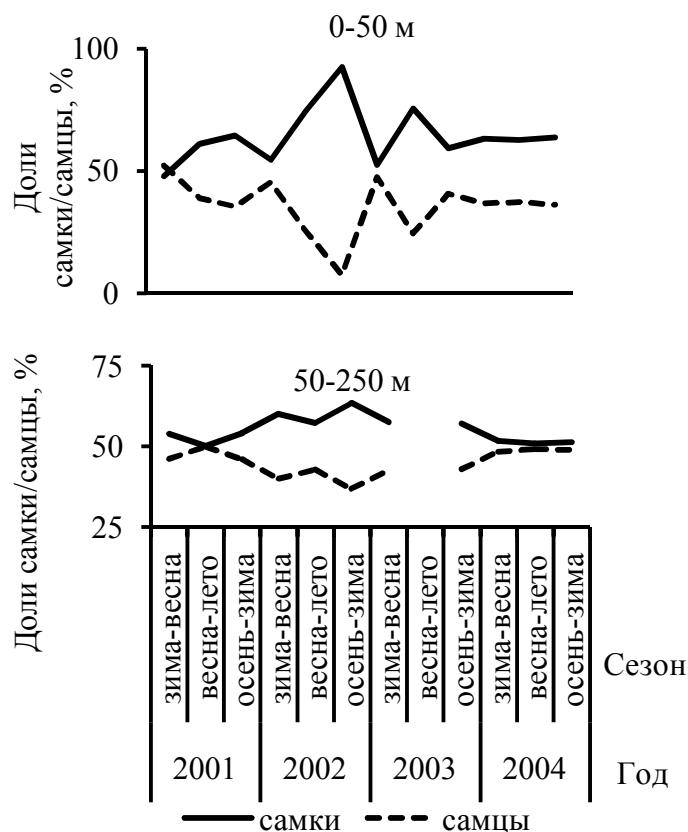 0-50 м
100
50
0
Доли
самки/самцы, %
50-250 м
75
50
25
Доли самки/самцы, %
зима-весна
весна-лето
осень-зима
зима-весна
весна-лето
осень-зима
зима-весна
весна-лето
осень-зима
зима-весна
весна-лето
осень-зима
Сезон
2001 2002 2003 2004 Год
самки самцы